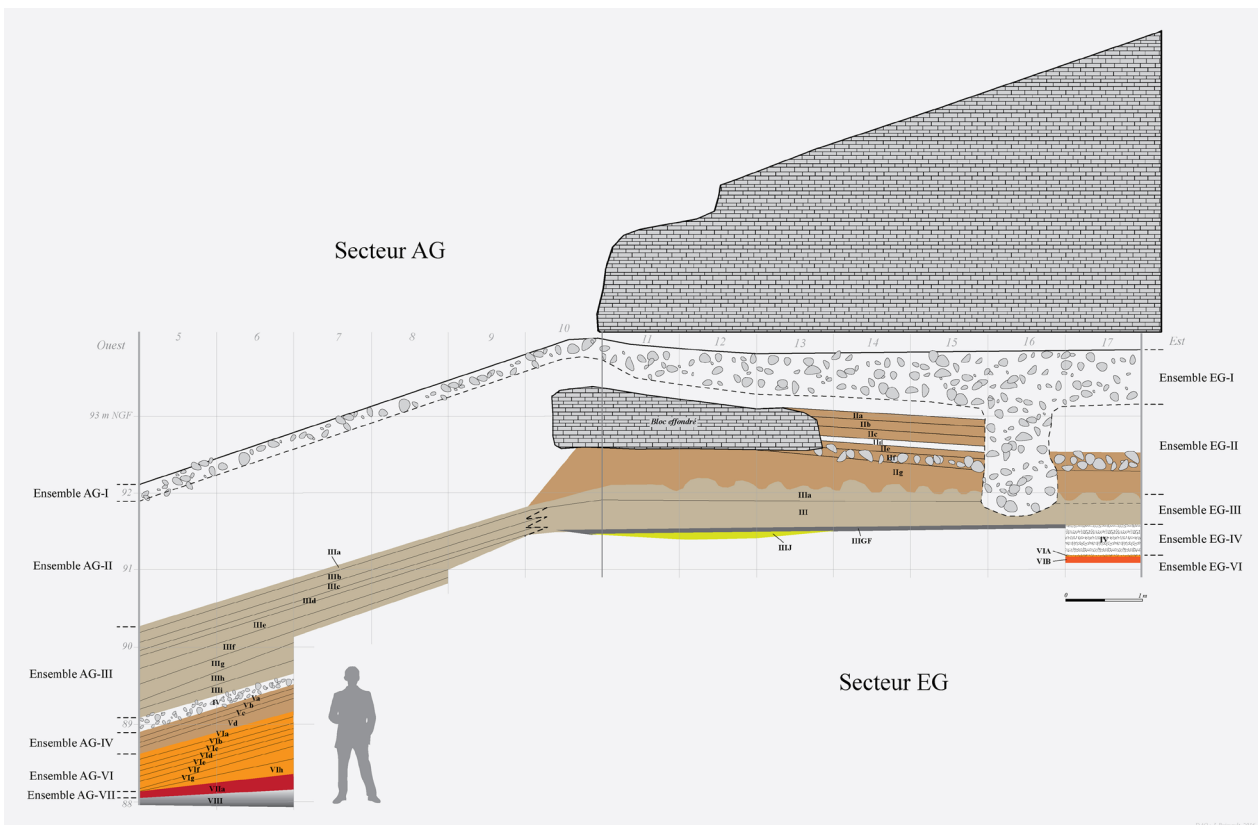 Secteur AG
Ouest
5
6
7
8
9
10
11
12
13
14
15
16
17
Est
Ensemble EG-I
93 m NGF
Bloc effondré
IIa
IIb
IIc
IId
IIe
IIf
IIg
Ensemble EG-II
Ensemble AG-I
92
IIIa
III
Ensemble EG-III
IIIJ
IIIGF
IV
Ensemble EG-IV
VIA
VIB
Ensemble EG-VI
Ensemble AG-II
91
IIIa
IIIb
IIIc
IIId
0
1 m
IIIe
90
IIIf
IIIg
IIIh
IIIi
Ensemble AG-III
Secteur EG
IV
Va
Vb
Vc
Vd
89
Ensemble AG-IV
VIa
VIb
VIc
VId
VIe
VIf
VIg
VIh
Ensemble AG-VI
VIIa
Ensemble AG-VII
VIII
88